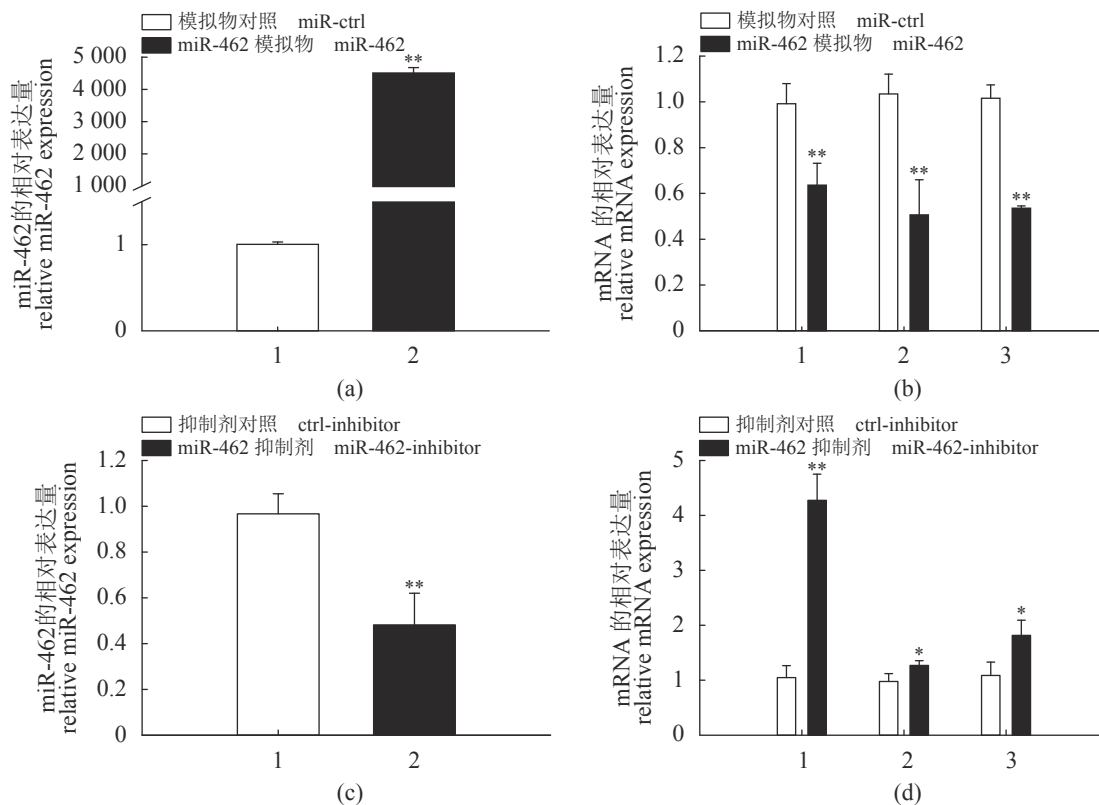 模拟物对照 miR-ctrl
miR-462 模拟物 miR-462
miR-462的相对表达量
relative miR-462 expression
5 000
4 000
3 000
2 000
1 000
1
0
**
1
2
(a)
模拟物对照 miR-ctrl
miR-462 模拟物 miR-462
mRNA 的相对表达量
relative mRNA expression
1.2
1.0
0.8
0.6
0.4
0.2
0
**
**
**
1
2
3
(b)
抑制剂对照 ctrl-inhibitor
miR-462 抑制剂 miR-462-inhibitor
miR-462的相对表达量
relative miR-462 expression
1.2
1.0
0.8
0.6
0.4
0.2
0
**
1
2
(c)
抑制剂对照 ctrl-inhibitor
miR-462 抑制剂 miR-462-inhibitor
mRNA 的相对表达量
relative mRNA expression
5
4
3
2
1
0
**
*
*
1
2
3
(d)